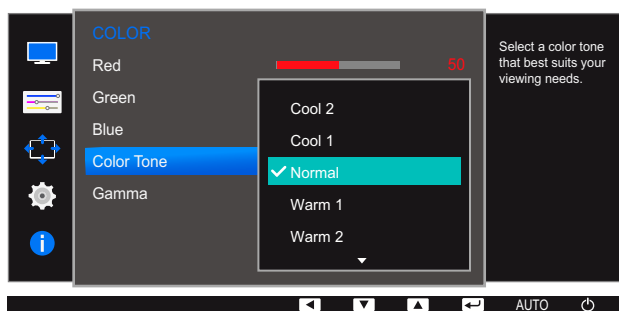 COLOR
Red 50
Green
Blue
Color Tone
Gamma
Cool 2
Cool 1
Normal
Warm 1
Warm 2
Select a color tone
that best suits your
viewing needs.
i
AUTO